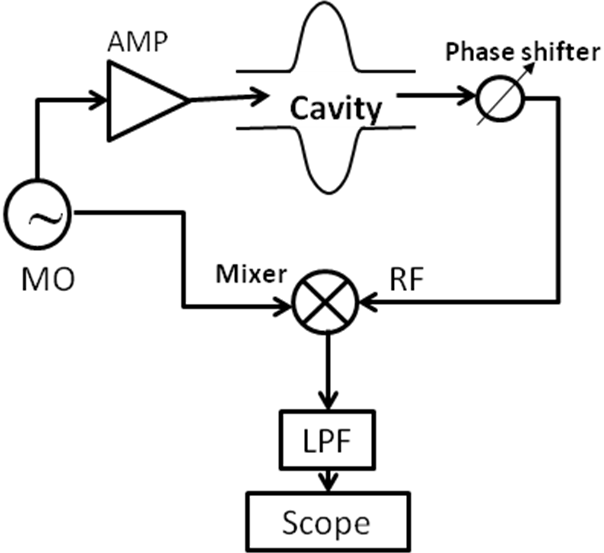 AMP
Phase shifter
Cavity
MO
Mixer
RF
LPF
Scope